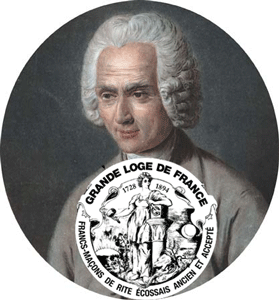 GRANDE LOGE DE FRANCE
1728 1894
FRANCS-MAÇONS DE RITE ÉCOSSAIS ANCIEN ET ACCEPTÉ